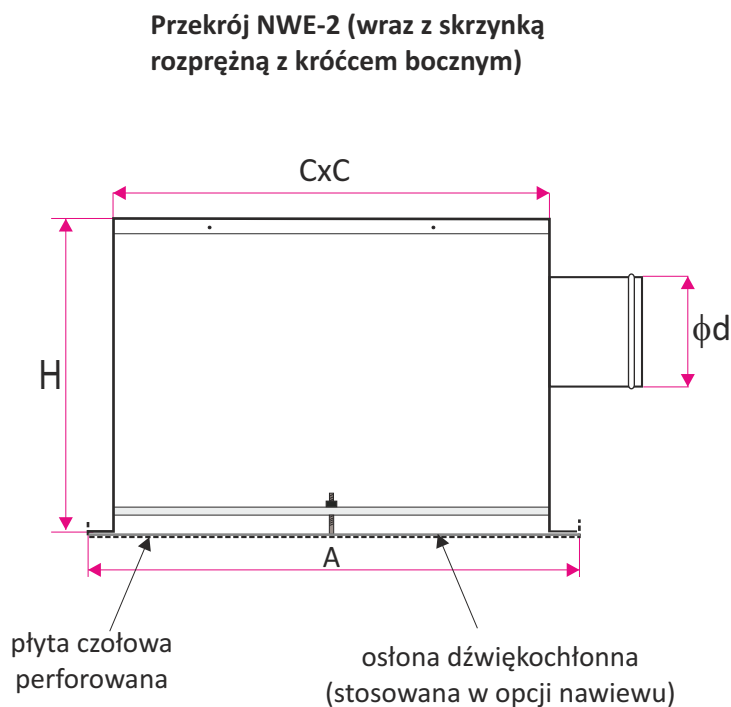 Przekrój NWE-2 (wraz z skrzynką
rozprężną z króćcem bocznym)
CxC
H
ϕd
A
płyta czołowa
perforowana
osłona dźwiękochłonna
(stosowana w opcji nawiewu)